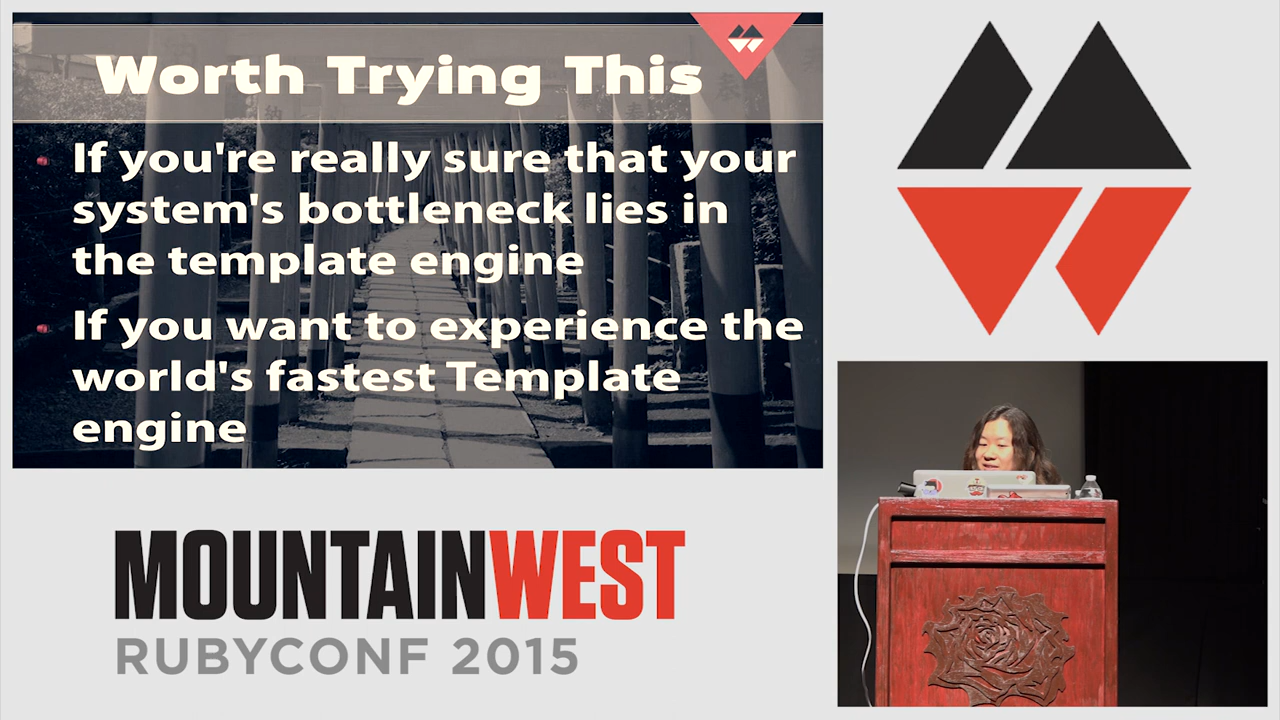 Worth Trying This
If you're really sure that your
system's bottleneck lies in
the template engine
If you want to experience the
world's fastest Template
engine
MOUNTAINWEST
RUBYCONF 2015